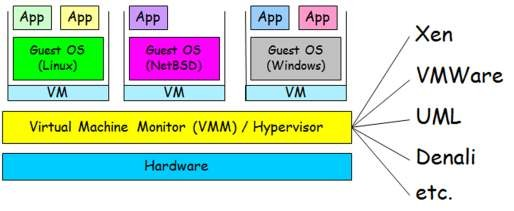 App App App App App
Guest OS
(Linux)
Guest OS
(NetBSD)
Guest OS
(Windows)
VM VM VM
Virtual Machine Monitor (VMM) / Hypervisor
Hardware
Xen
VMWare
UML
Denali
etc.